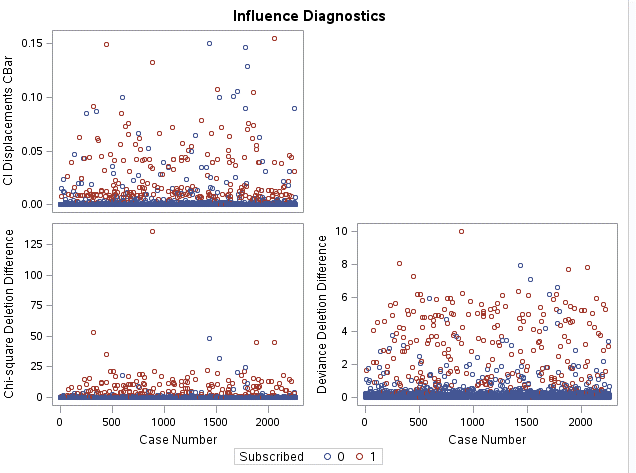 Influence Diagnostics
CI Displacements CBar
0.15
0.10
0.05
0.00
Chi-square Deletion Difference
125
100
75
50
25
0
0 500 1000 1500 2000
Case Number
Deviance Deletion Difference
10
8
6
4
2
0
0 500 1000 1500 2000
Case Number
Subscribed 0 1